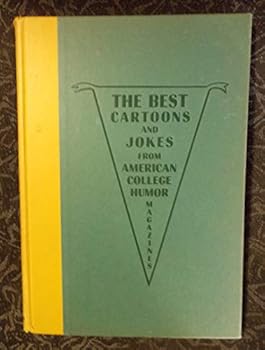 THE BEST
CARTOONS
AND
JOKES
FROM
AMERICAN
COLLEGE
HUMOR
MAGAZINES